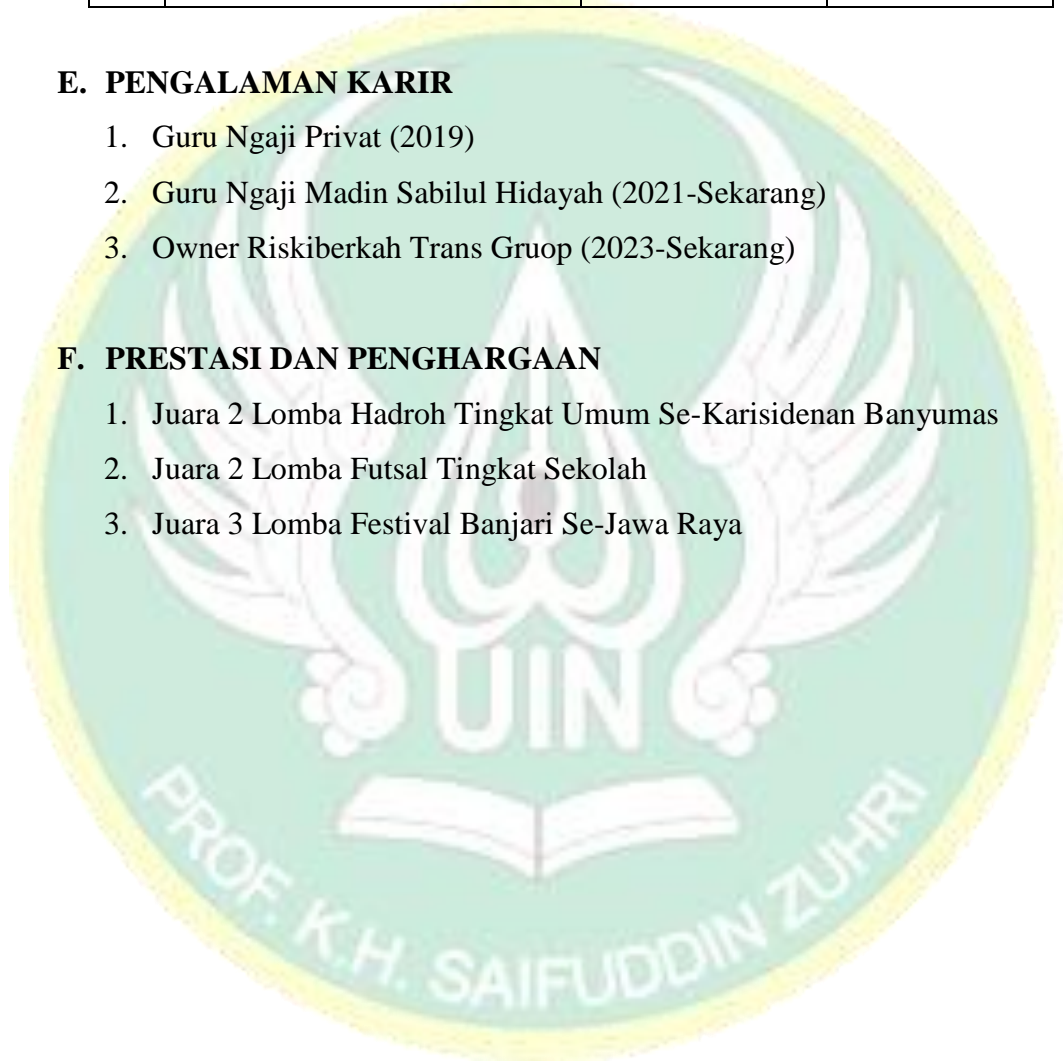 E. PENGALAMAN KARIR
1. Guru Ngaji Privat (2019)
2. Guru Ngaji Madin Sabilul Hidayah (2021-Sekarang)
3. Owner Riskiberkah Trans Gruop (2023-Sekarang)
F. PRESTASI DAN PENGHARGAAN
1. Juara 2 Lomba Hadroh Tingkat Umum Se-Karisidenan Banyumas
2. Juara 2 Lomba Futsal Tingkat Sekolah
3. Juara 3 Lomba Festival Banjari Se-Jawa Raya
UIN
PROF. K.H. SAIFUDDIN ZUHRI